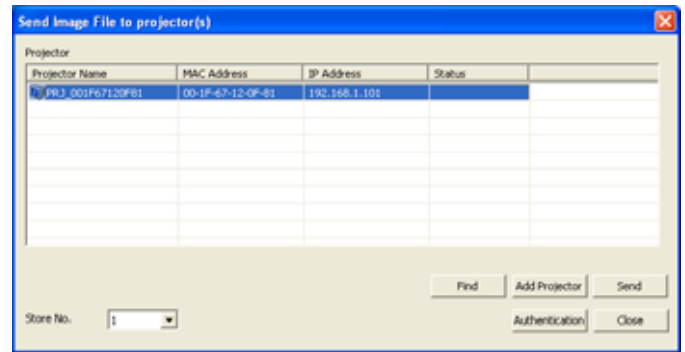 Send Image File to projector(s)
Projector
Projector Name MAC Address IP Address Status
PRJ_001F67120F81 00-1F-67-12-0F-81 192.168.1.101
Find Add Projector Send
Store No. 1
Authentication Close